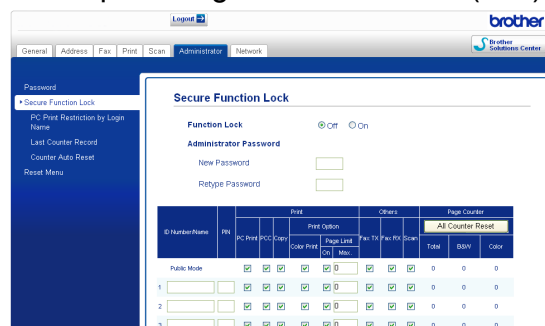 Logout
brother
General Address Fax Print Scan Administrator Network
Brother
Solutions Center
Password
Secure Function Lock
PC Print Restriction by Login
Name
Last Counter Record
Counter Auto Reset
Reset Menu
Secure Function Lock
Function Lock Off On
Administrator Password
New Password
Retype Password
Print Others Page Counter
ID Number/Name PIN PC Print PCC Copy Print Option Fax TX Fax RX Scan All Counter Reset
Color Print Page Limit Total B&W Color
On Max.
Public Mode 0 0 0 0
1 0 0 0 0
2 0 0 0 0